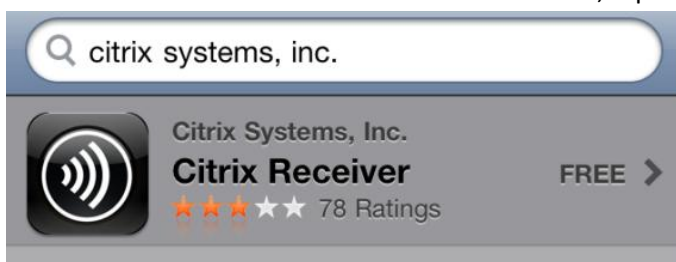 citrix systems, inc.
Citrix Systems, Inc.
Citrix Receiver
FREE
78 Ratings